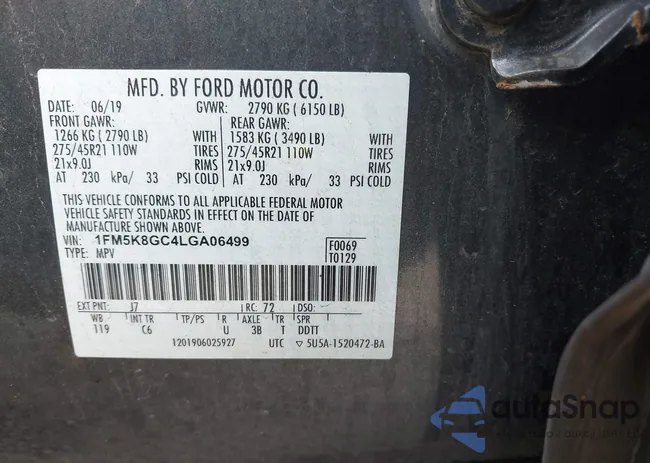 MFD. BY FORD MOTOR CO.
DATE: 06/19 GVWR: 2790 KG ( 6150 LB)
FRONT GAWR: REAR GAWR:
1266 KG ( 2790 LB) WITH 1583 KG ( 3490 LB) WITH
275/45R21 110W TIRES 275/45R21 110W TIRES
21x9.0J RIMS 21x9.0J RIMS
AT 230 kPa/ 33 PSI COLD AT 230 kPa/ 33 PSI COLD
THIS VEHICLE CONFORMS TO ALL APPLICABLE FEDERAL MOTOR
VEHICLE SAFETY STANDARDS IN EFFECT ON THE DATE OF
MANUFACTURE SHOWN ABOVE.
VIN: 1FM5K8GC4LGA06499 F0069
TYPE: MPV T0129
EXT PNT: J7 RC: 72 DSO:
WB INT TR TP/PS R AXLE TR SPR
119 C6 U 3B T DDTT
1201906025927 UTC ▽ 5U5A-1520472-BA
autoSnap